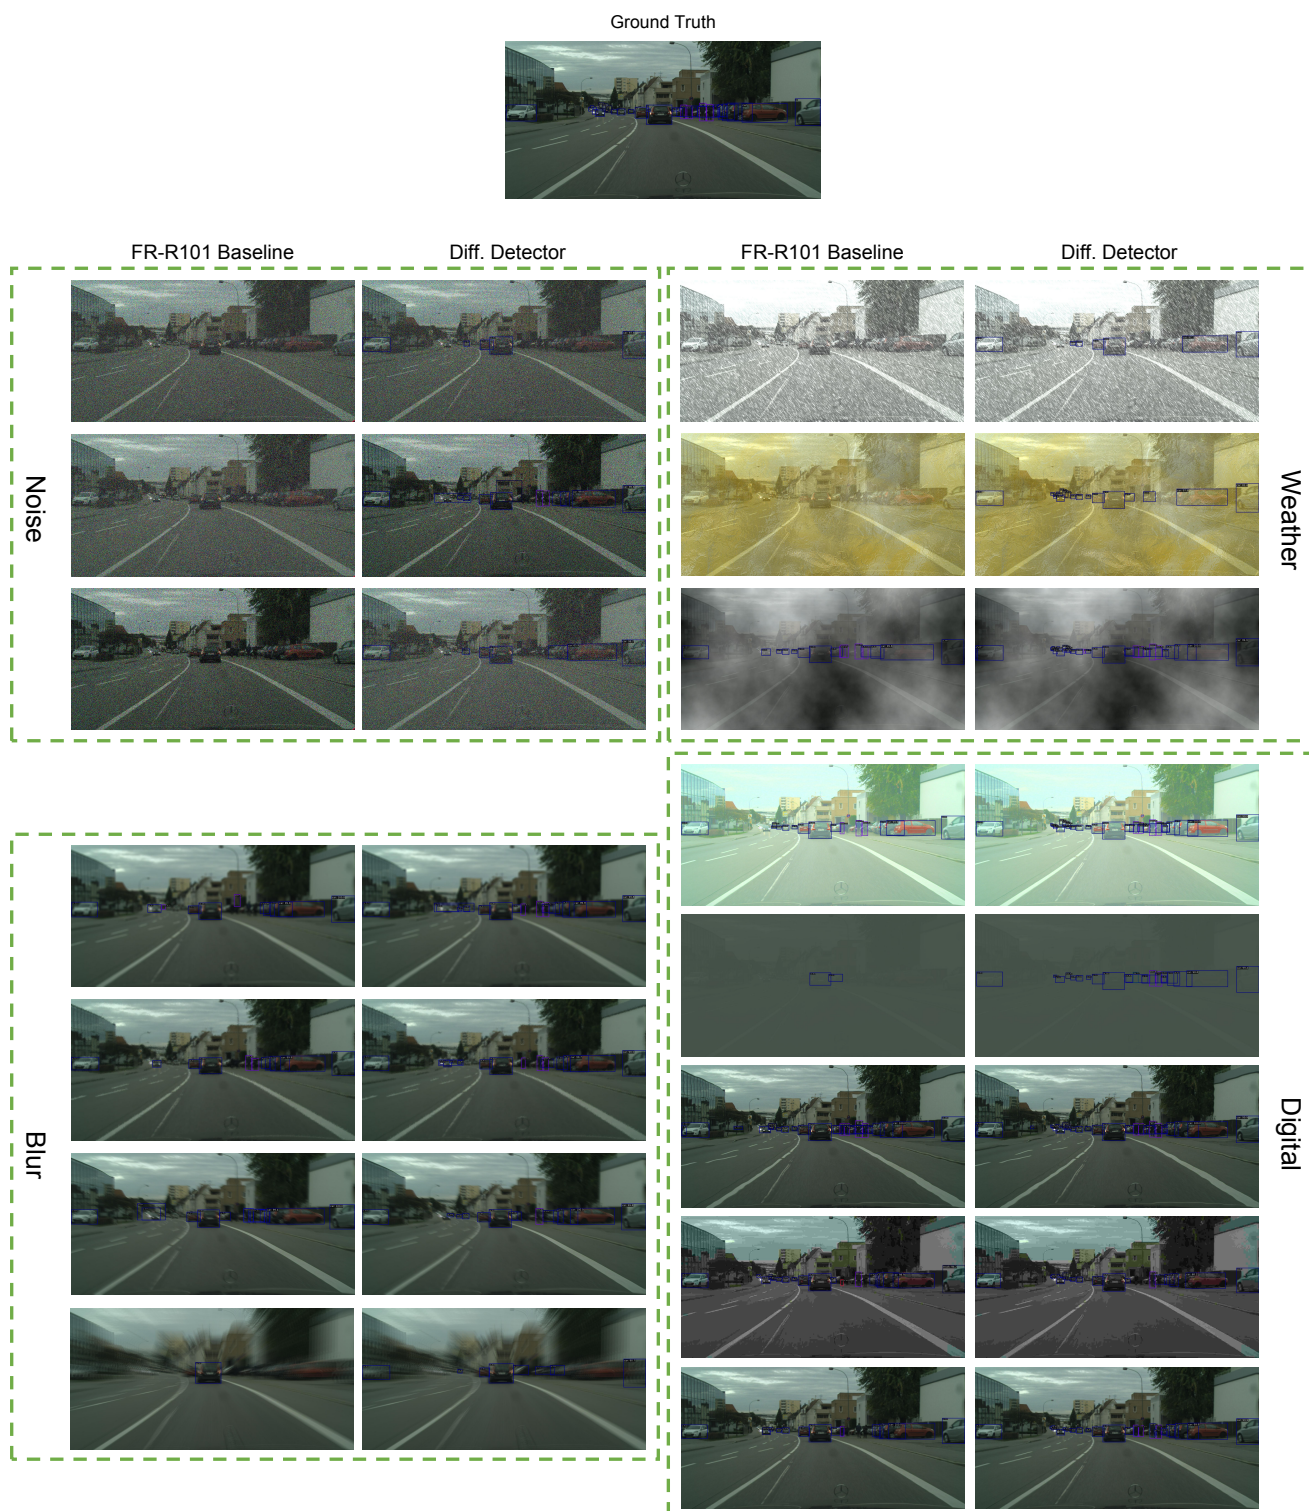 Ground Truth
FR-R101 Baseline
Diff. Detector
FR-R101 Baseline
Diff. Detector
Noise
Weather
Blur
Digital